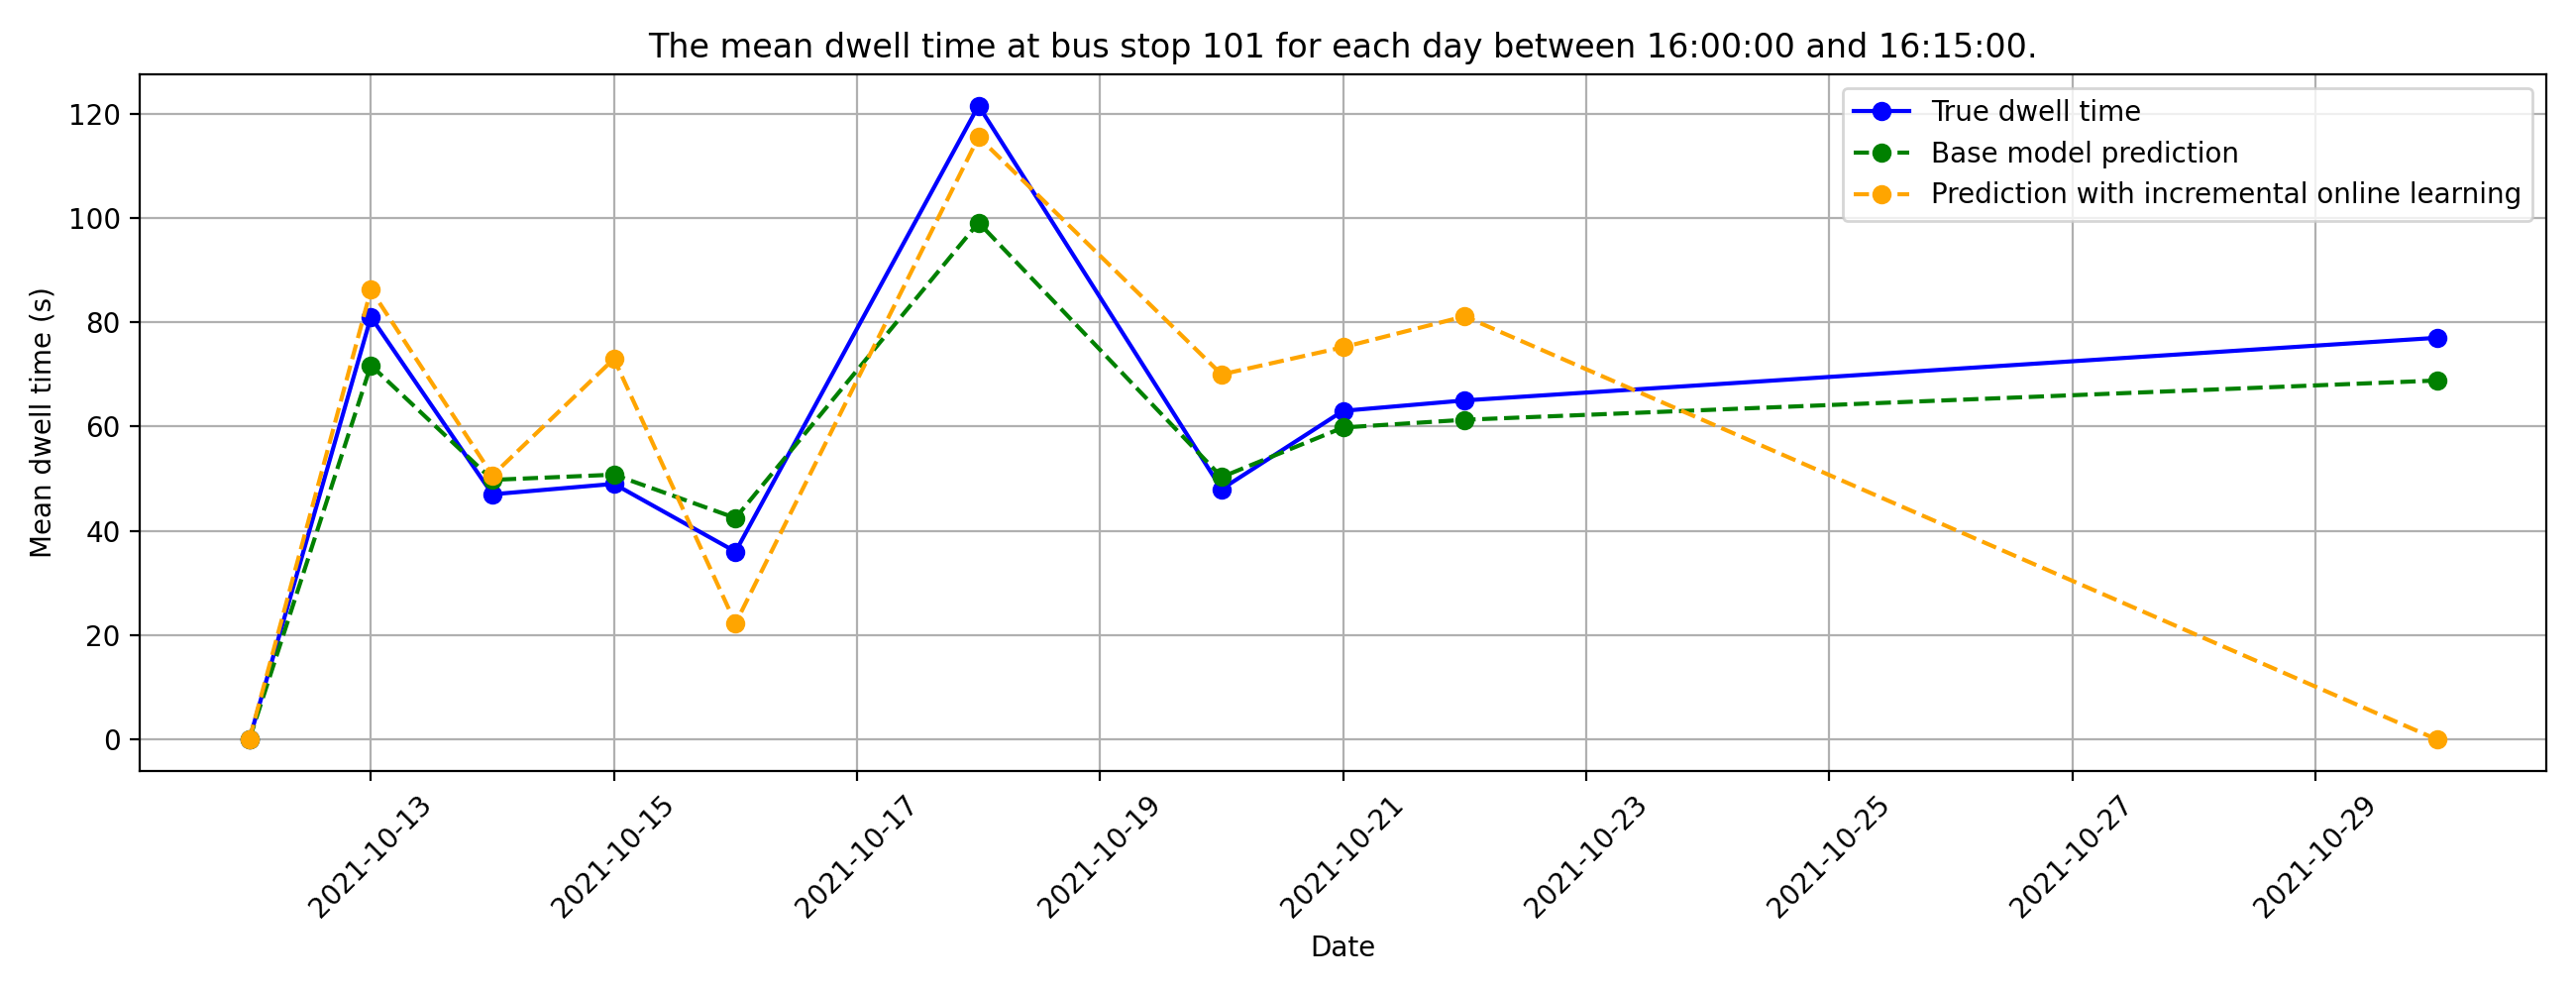 The mean dwell time at bus stop 101 for each day between 16:00:00 and 16:15:00.
True dwell time
Base model prediction
Prediction with incremental online learning
Mean dwell time (s)
120
100
80
60
40
20
0
2021-10-13
2021-10-15
2021-10-17
2021-10-19
2021-10-21
2021-10-23
2021-10-25
2021-10-27
2021-10-29
Date